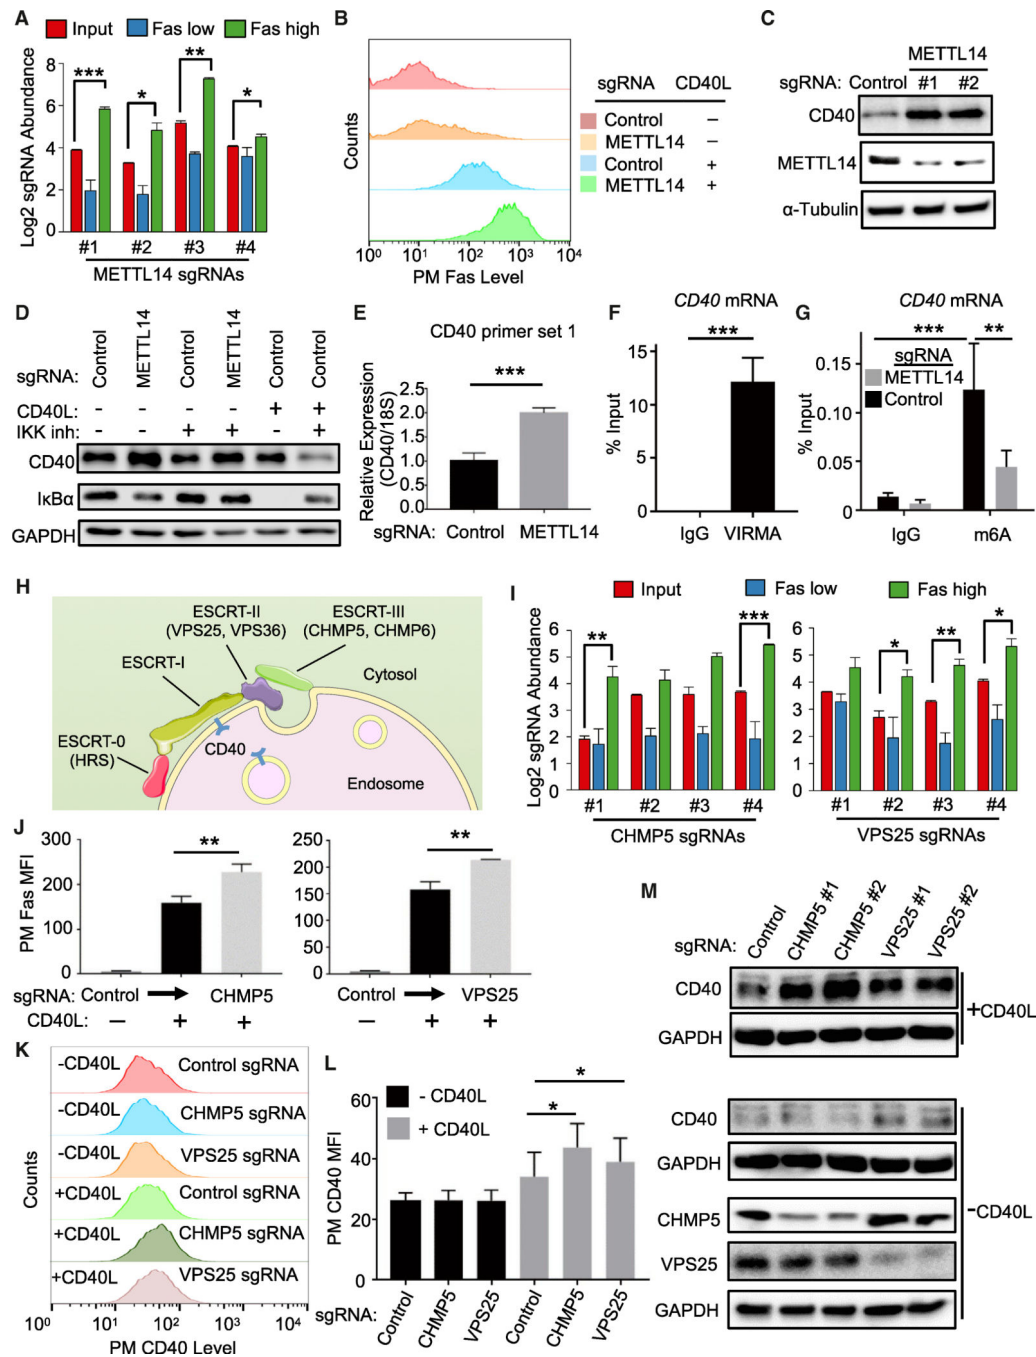 A
Input Fas low Fas high
Log2 sgRNA Abundance
8
6
4
2
0
*** * ** *
#1 #2 #3 #4
METTL14 sgRNAs
B
Counts
sgRNA CD40L
Control –
METTL14 –
Control +
METTL14 +
10⁰ 10¹ 10² 10³ 10⁴
PM Fas Level
C
METTL14
sgRNA: Control #1 #2
CD40
METTL14
α-Tubulin
D
sgRNA: Control METTL14 Control METTL14 Control Control
CD40L: - - - - + +
IKK inh: - - + + - +
CD40
IκBα
GAPDH
E
CD40 primer set 1
***
Relative Expression
(CD40/18S)
2.5
2.0
1.5
1.0
0.5
0.0
sgRNA: Control METTL14
F
CD40 mRNA
***
% Input
15
10
5
0
IgG VIRMA
G
CD40 mRNA
*** **
sgRNA
METTL14
Control
% Input
0.15
0.10
0.05
0
IgG m6A
H
ESCRT-II
(VPS25, VPS36)
ESCRT-III
(CHMP5, CHMP6)
ESCRT-I
Cytosol
ESCRT-0
(HRS)
CD40
Endosome
I
Input Fas low Fas high
Log2 sgRNA Abundance
6
5
4
3
2
1
0
** ***
#1 #2 #3 #4
CHMP5 sgRNAs
6
5
4
3
2
1
0
* ** *
#1 #2 #3 #4
VPS25 sgRNAs
J
PM Fas MFI
300
200
100
0
**
sgRNA: Control CHMP5
CD40L: – + +
250
200
150
100
50
0
**
Control VPS25
– + +
K
Counts
-CD40L Control sgRNA
-CD40L CHMP5 sgRNA
-CD40L VPS25 sgRNA
+CD40L Control sgRNA
+CD40L CHMP5 sgRNA
+CD40L VPS25 sgRNA
10⁰ 10¹ 10² 10³ 10⁴
PM CD40 Level
L
- CD40L
+ CD40L
*
*
PM CD40 MFI
60
40
20
0
sgRNA: Control CHMP5 VPS25 Control CHMP5 VPS25
M
sgRNA: Control CHMP5 #1 CHMP5 #2 VPS25 #1 VPS25 #2
CD40
GAPDH
+CD40L
CD40
GAPDH
CHMP5
VPS25
GAPDH
-CD40L